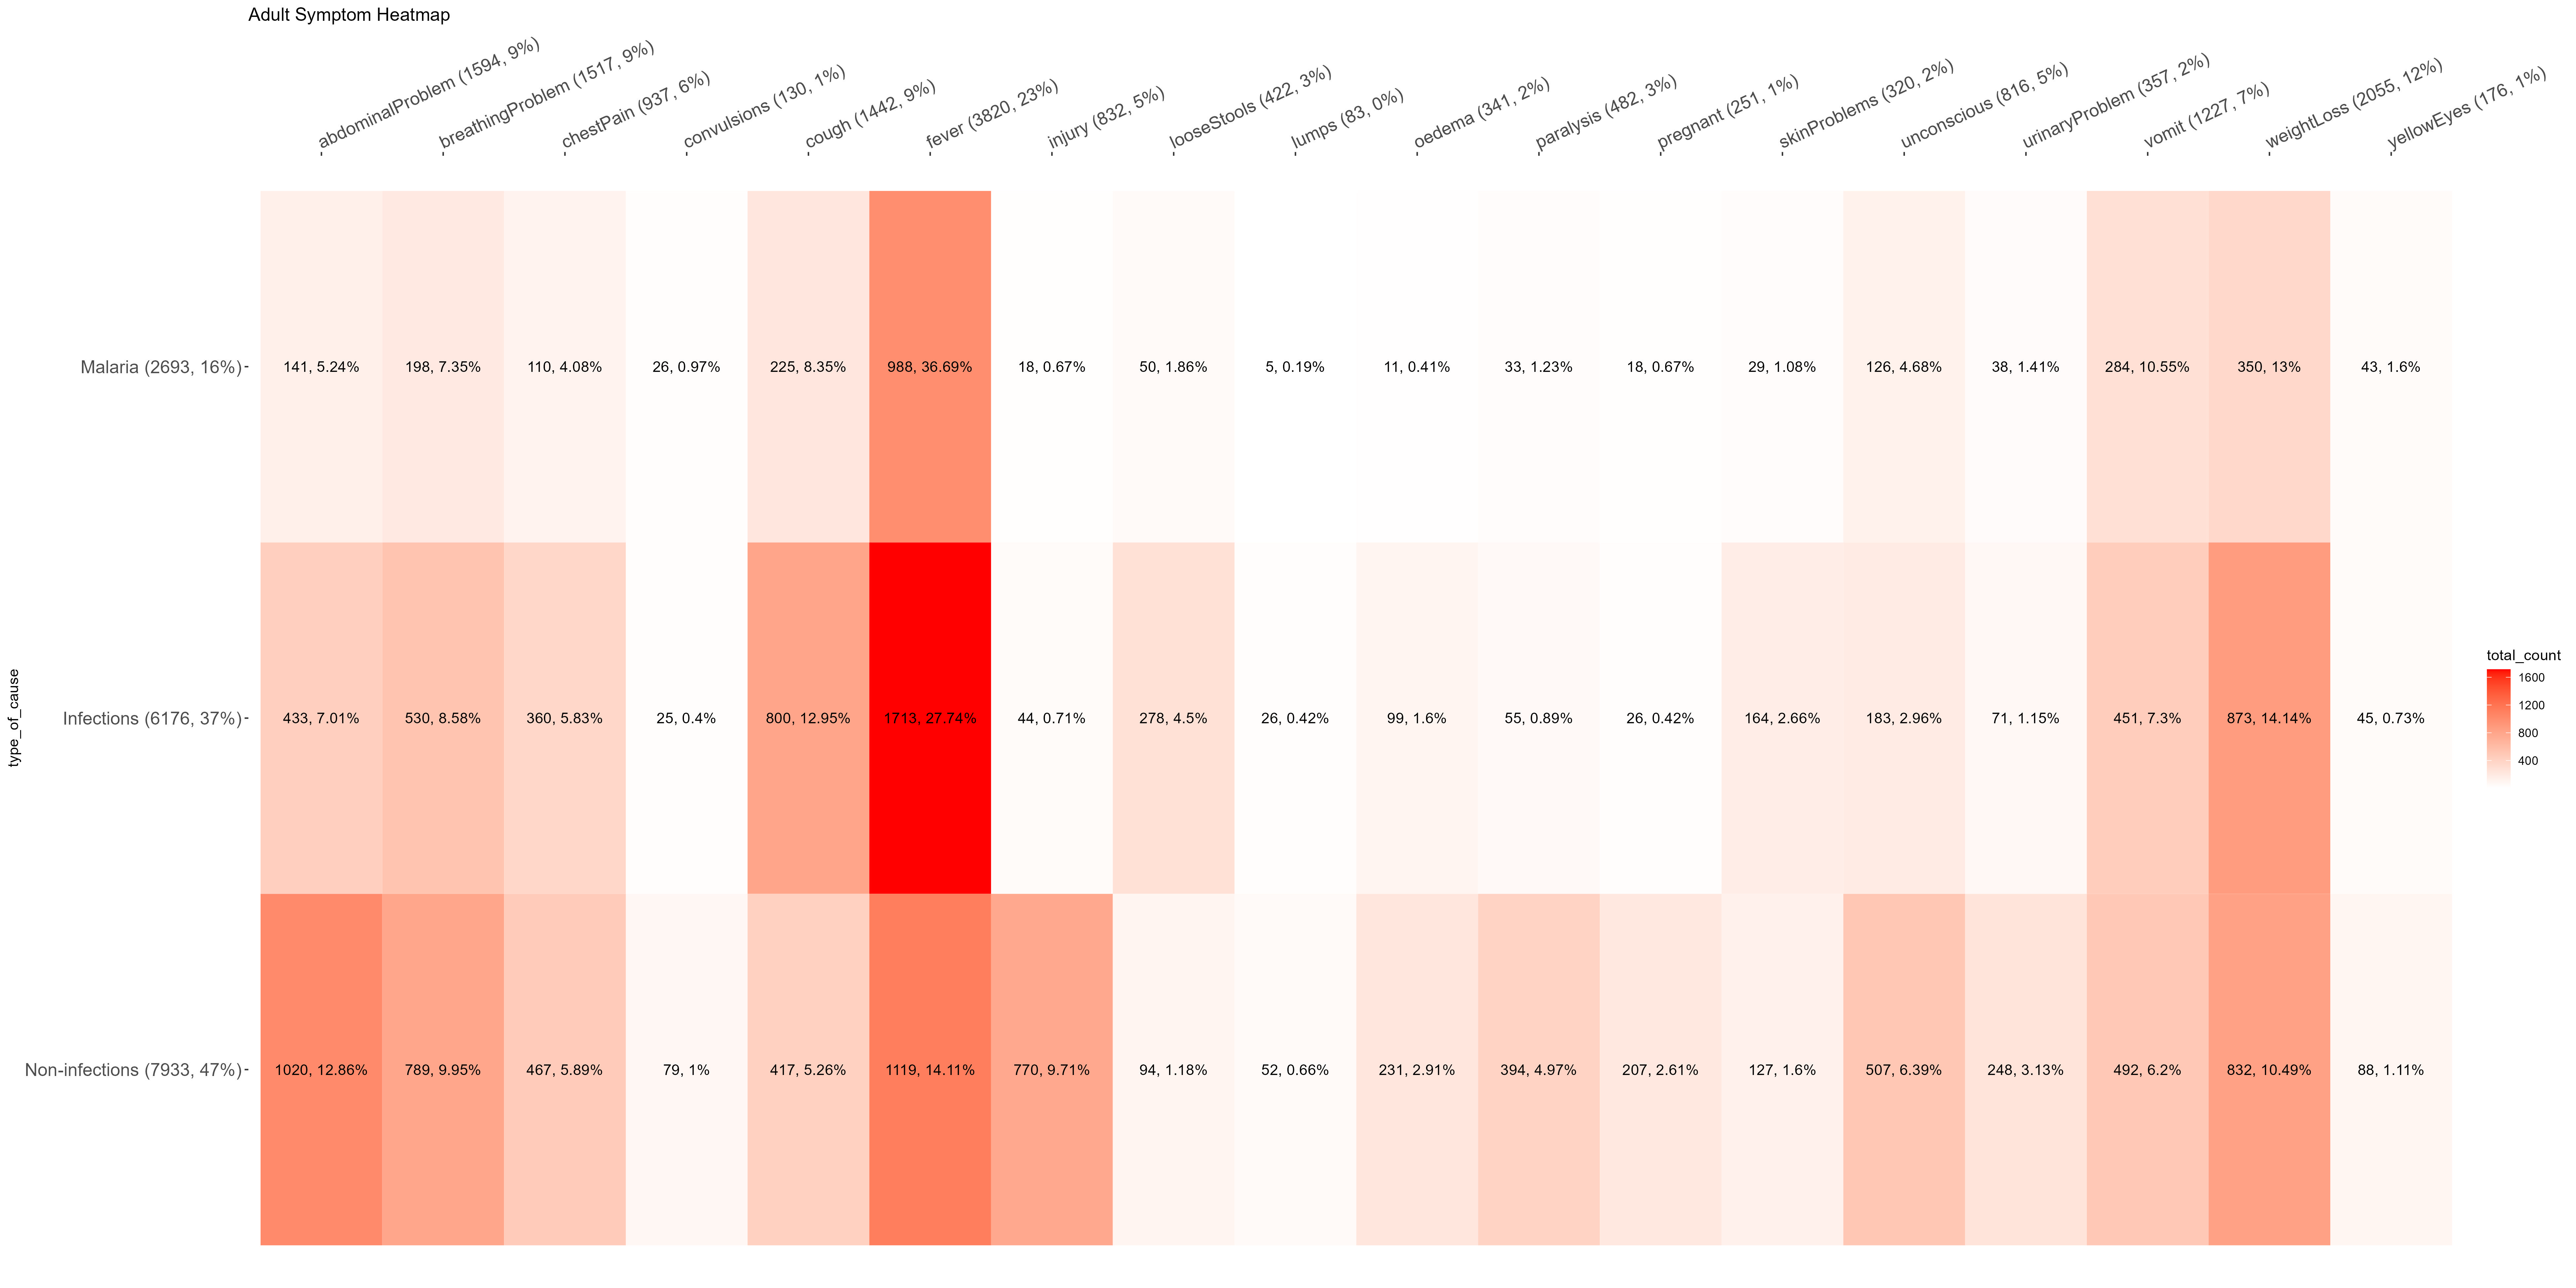 Adult Symptom Heatmap
abdominalProblem (1594, 9%)
breathingProblem (1517, 9%)
chestPain (937, 6%)
convulsions (130, 1%)
cough (1442, 9%)
fever (3820, 23%)
injury (832, 5%)
looseStools (422, 3%)
lumps (83, 0%)
oedema (341, 2%)
paralysis (482, 3%)
pregnant (251, 1%)
skinProblems (320, 2%)
unconscious (816, 5%)
urinaryProblem (357, 2%)
vomit (1227, 7%)
weightLoss (2055, 12%)
yellowEyes (176, 1%)
Malaria (2693, 16%) 141, 5.24% 198, 7.35% 110, 4.08% 26, 0.97% 225, 8.35% 988, 36.69% 18, 0.67% 50, 1.86% 5, 0.19% 11, 0.41% 33, 1.23% 18, 0.67% 29, 1.08% 126, 4.68% 38, 1.41% 284, 10.55% 350, 13% 43, 1.6%
type_of_cause
Infections (6176, 37%) 433, 7.01% 530, 8.58% 360, 5.83% 25, 0.4% 800, 12.95% 1713, 27.74% 44, 0.71% 278, 4.5% 26, 0.42% 99, 1.6% 55, 0.89% 26, 0.42% 164, 2.66% 183, 2.96% 71, 1.15% 451, 7.3% 873, 14.14% 45, 0.73%
Non-infections (7933, 47%) 1020, 12.86% 789, 9.95% 467, 5.89% 79, 1% 417, 5.26% 1119, 14.11% 770, 9.71% 94, 1.18% 52, 0.66% 231, 2.91% 394, 4.97% 207, 2.61% 127, 1.6% 507, 6.39% 248, 3.13% 492, 6.2% 832, 10.49% 88, 1.11%
total_count
1600
1200
800
400